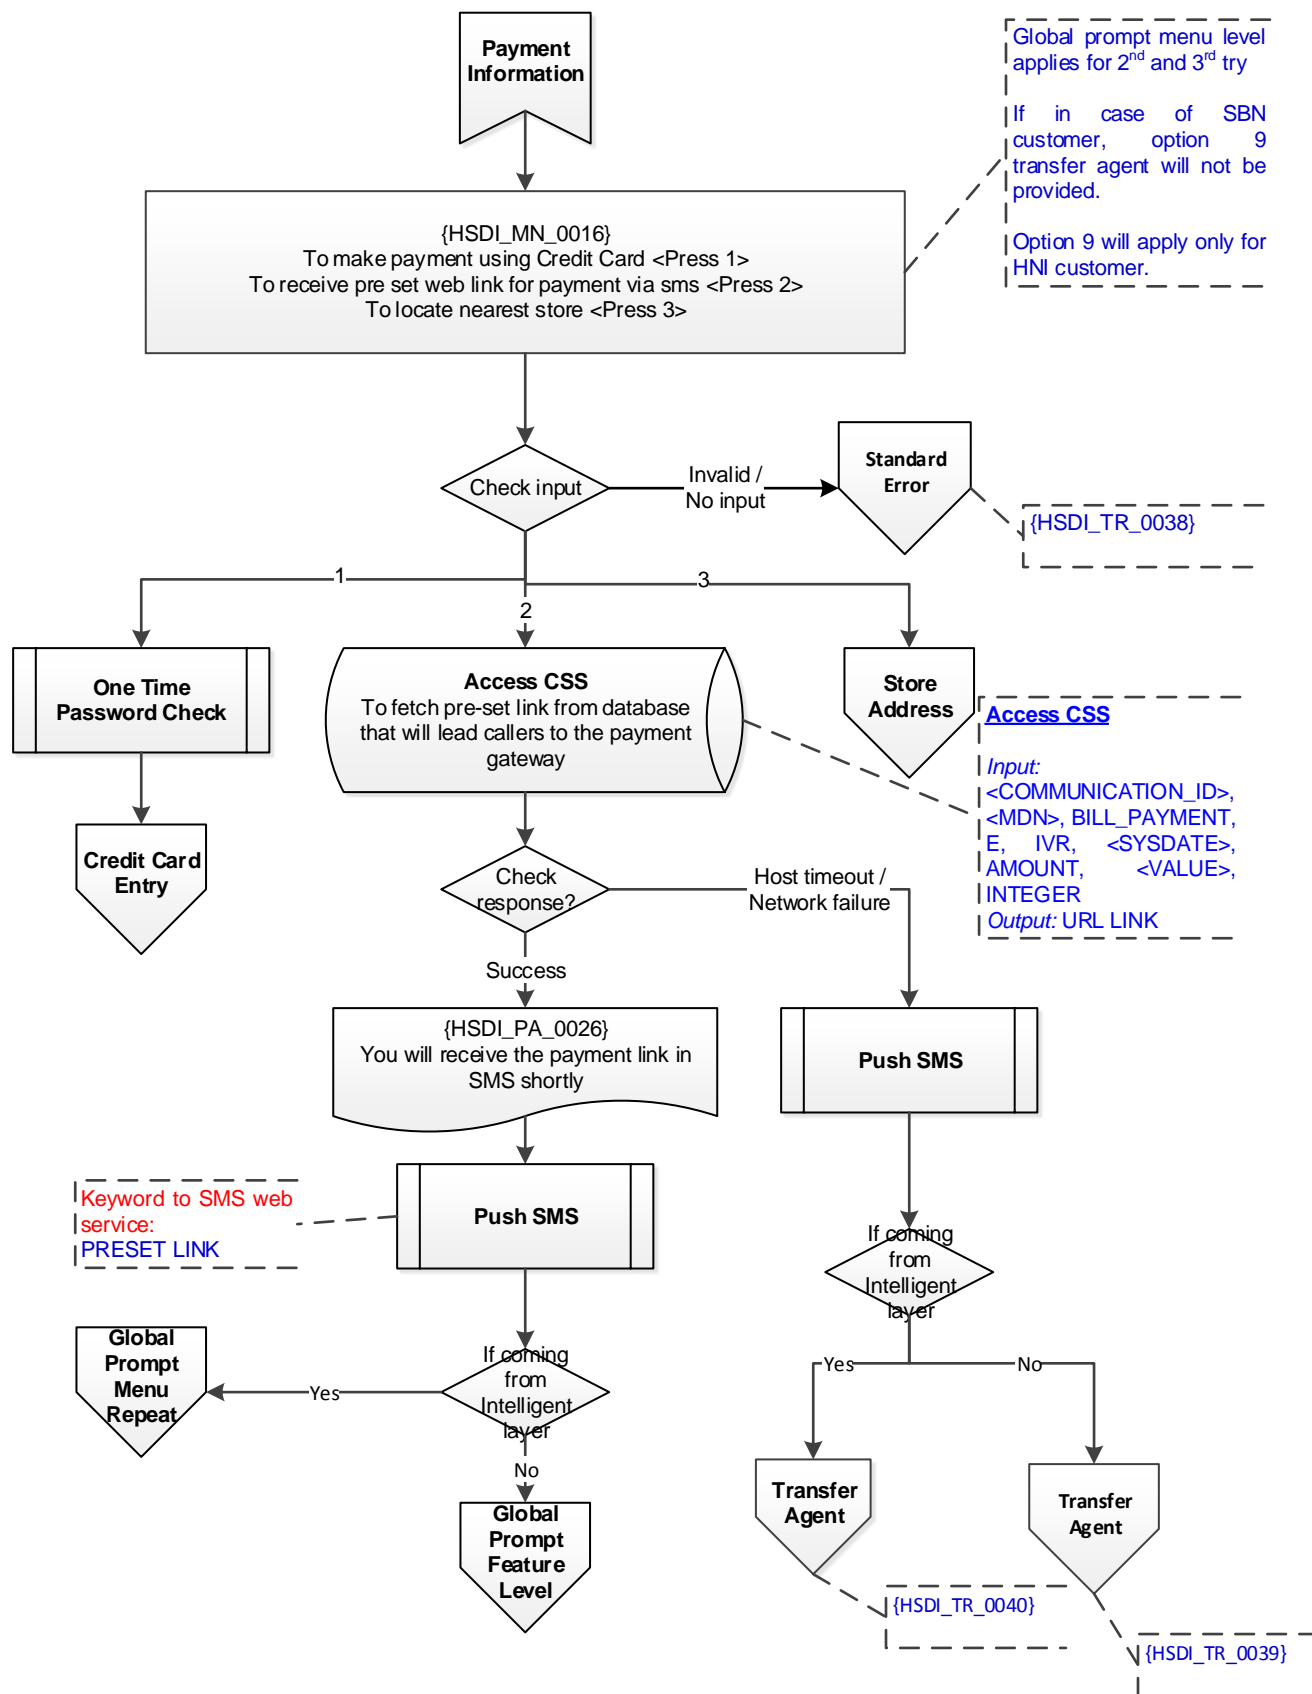 Payment
Information
Global prompt menu level
applies for 2nd and 3rd try
If in case of SBN
customer, option 9
transfer agent will not be
provided.
Option 9 will apply only for
HNI customer.
{HSDI_MN_0016}
To make payment using Credit Card <Press 1>
To receive pre set web link for payment via sms <Press 2>
To locate nearest store <Press 3>
Check input
Invalid /
No input
Standard
Error
{HSDI_TR_0038}
1
2
3
One Time
Password Check
Access CSS
To fetch pre-set link from database
that will lead callers to the payment
gateway
Store
Address
Access CSS
Input:
<COMMUNICATION_ID>,
<MDN>, BILL_PAYMENT,
E, IVR, <SYSDATE>,
AMOUNT, <VALUE>,
INTEGER
Output: URL LINK
Credit Card
Entry
Check
response?
Host timeout /
Network failure
Success
{HSDI_PA_0026}
You will receive the payment link in
SMS shortly
Push SMS
Keyword to SMS web
service:
PRESET LINK
Push SMS
If coming
from
Intelligent
layer
Global
Prompt
Menu
Repeat
Yes
If coming
from
Intelligent
layer
Yes
No
No
Global
Prompt
Feature
Level
Transfer
Agent
Transfer
Agent
{HSDI_TR_0040}
{HSDI_TR_0039}